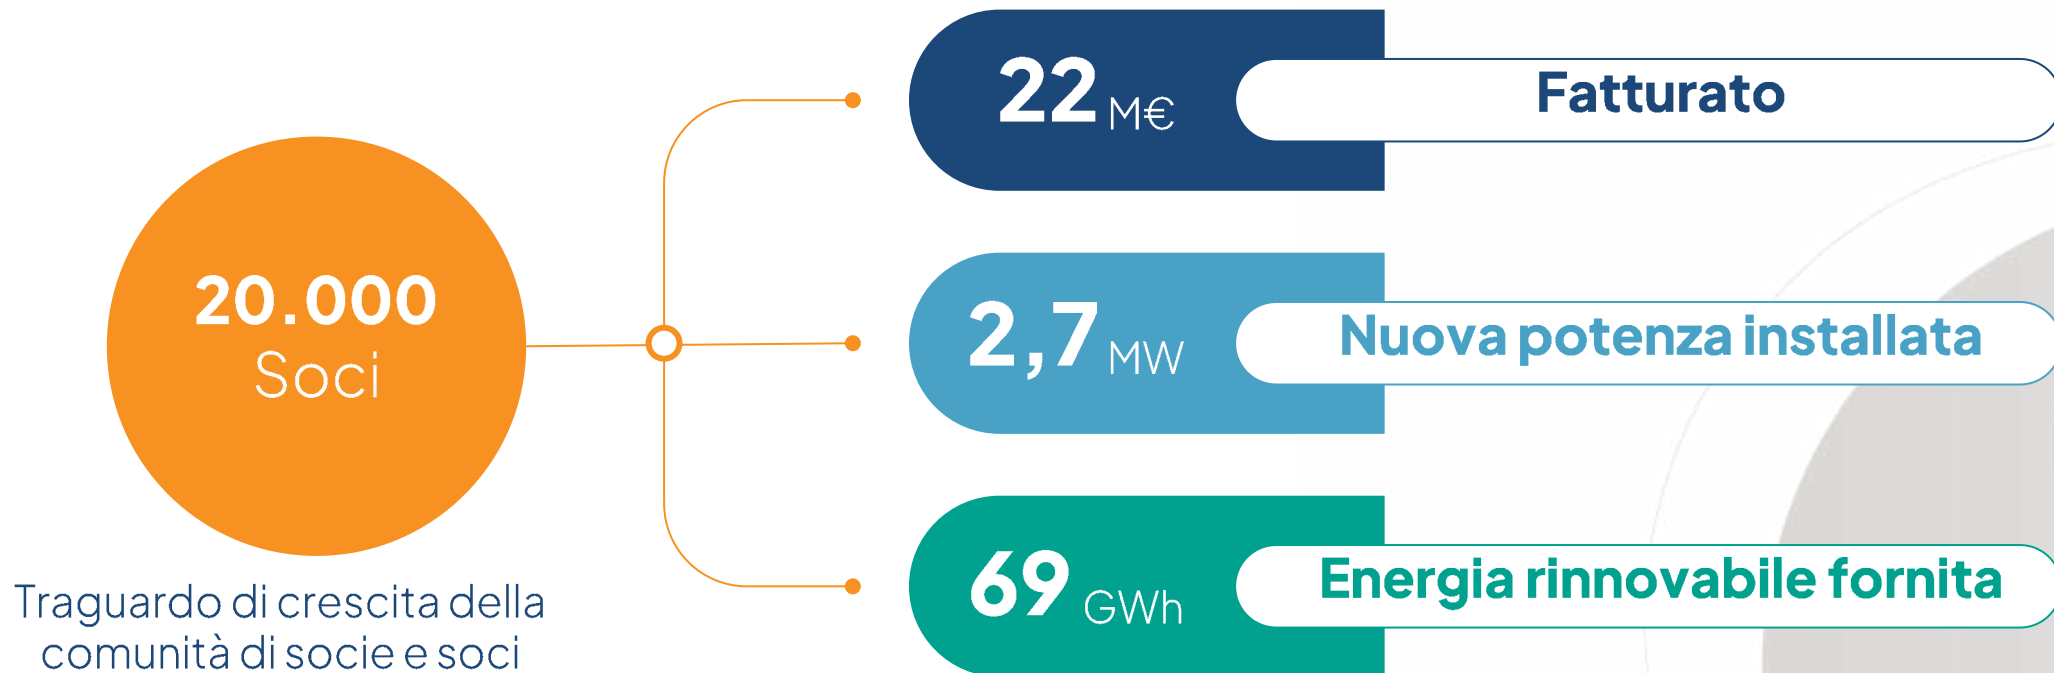 20.000
Soci
Traguardo di crescita della
comunità di socie e soci
22 M€
Fatturato
2,7 MW
Nuova potenza installata
69 GWh
Energia rinnovabile fornita